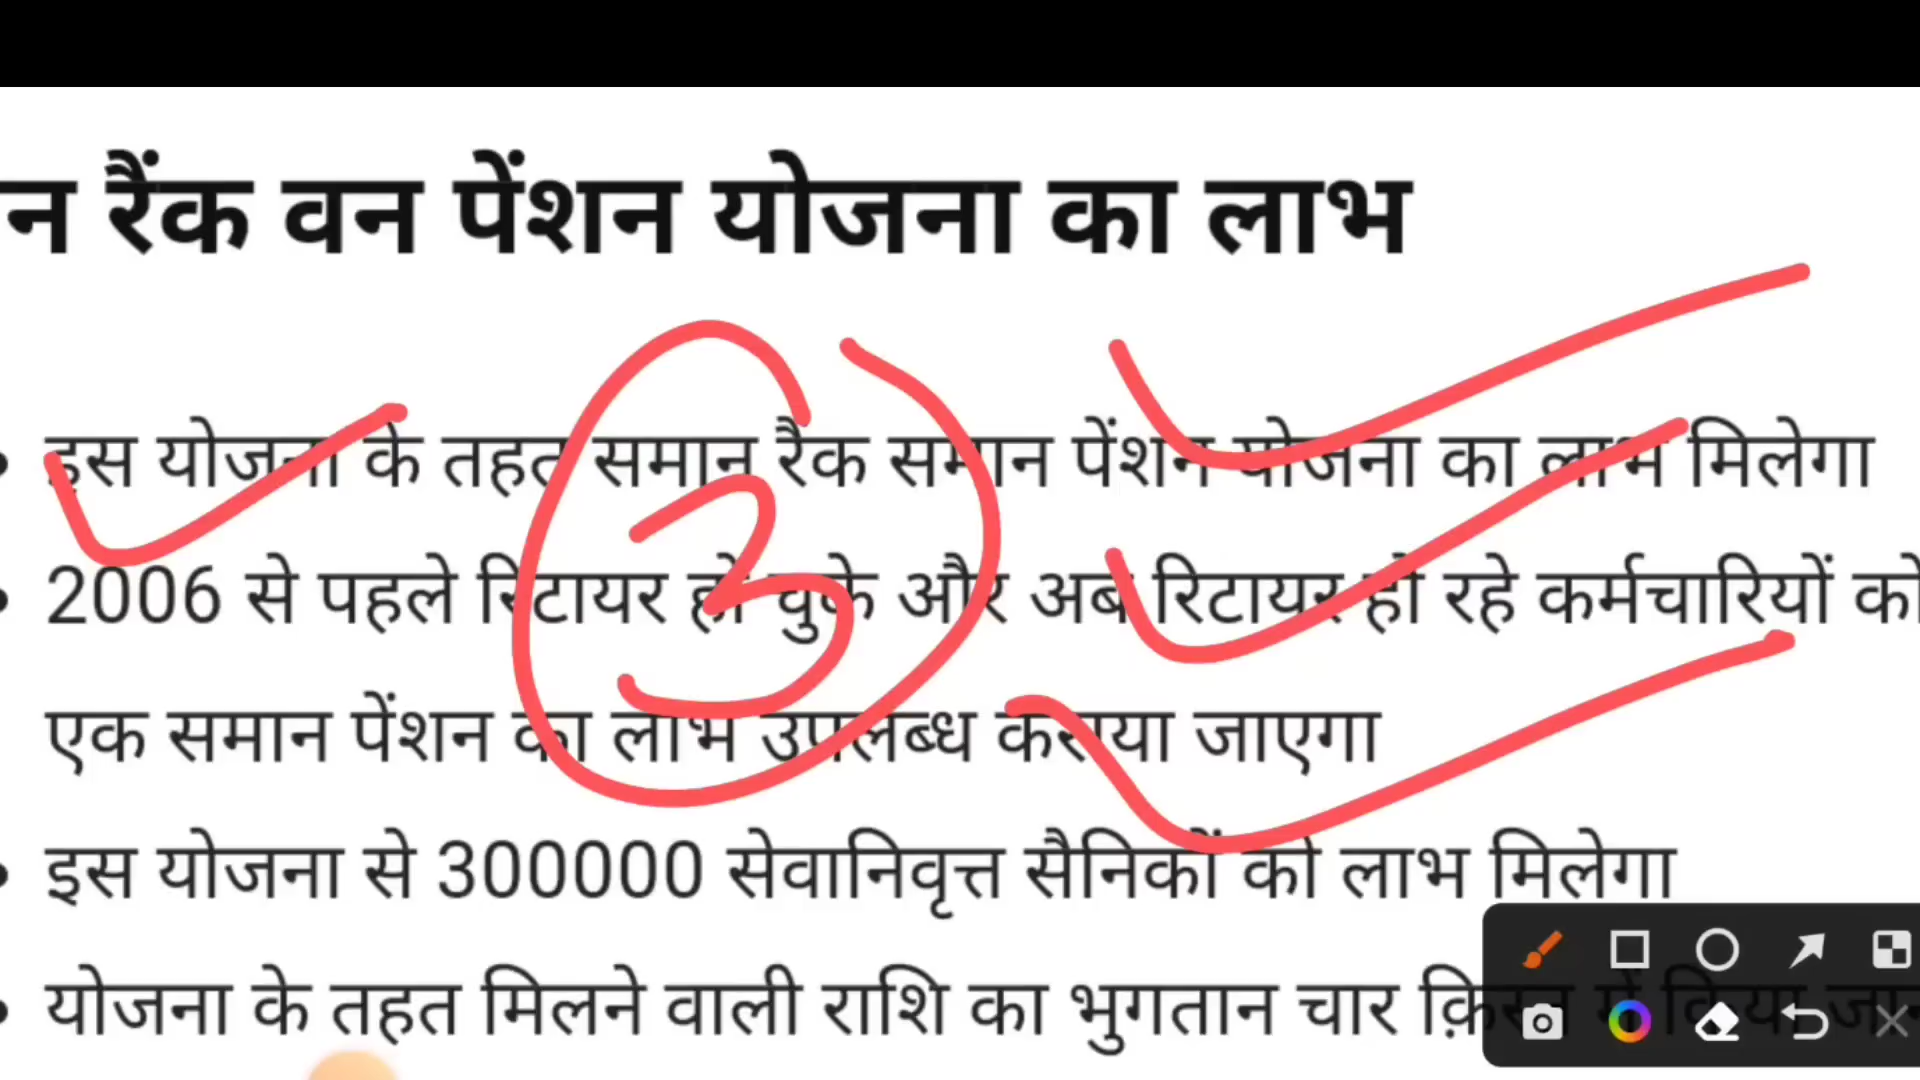 न रैंक वन पेंशन योजना का लाभ
इस योजना के तहत समान रैक समान पेंशन योजना का लाभ मिलेगा
2006 से पहले रिटायर हो चुके और अब रिटायर हो रहे कर्मचारियों को
एक समान पेंशन का लाभ उपलब्ध कराया जाएगा
3
इस योजना से 300000 सेवानिवृत्त सैनिकों को लाभ मिलेगा
योजना के तहत मिलने वाली राशि का भुगतान चार